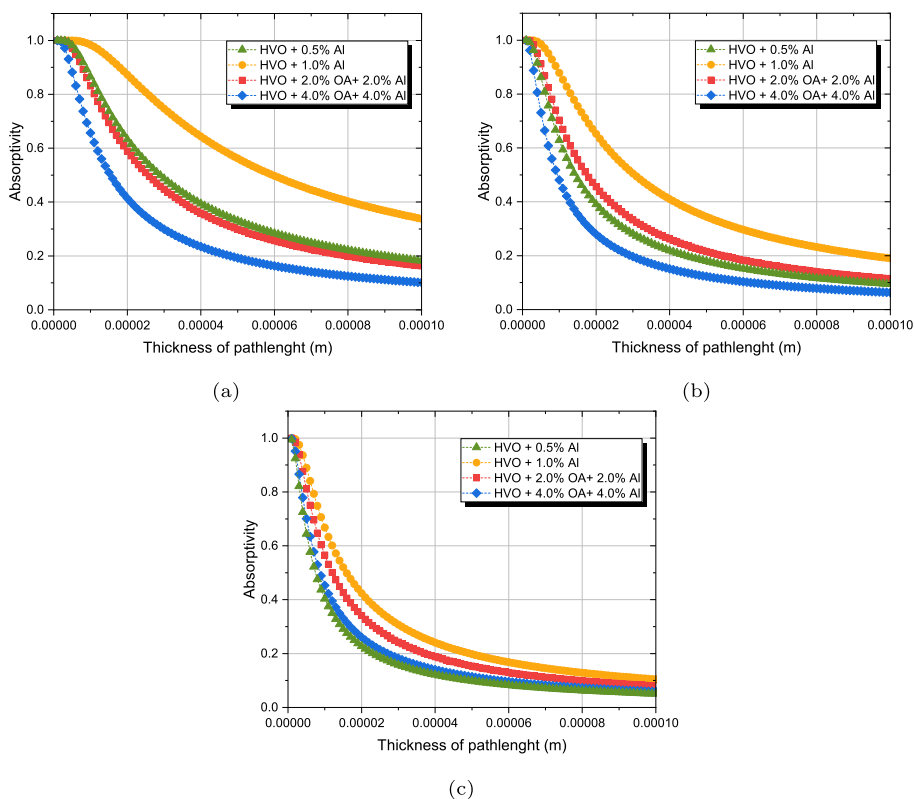 1.0
0.8
0.6
0.4
0.2
0.0
Absorptivity
HVO + 0.5% Al
HVO + 1.0% Al
HVO + 2.0% OA+ 2.0% Al
HVO + 4.0% OA+ 4.0% Al
0.00000 0.00002 0.00004 0.00006 0.00008 0.00010
Thickness of pathlenght (m)
(a)
1.0
0.8
0.6
0.4
0.2
0.0
Absorptivity
HVO + 0.5% Al
HVO + 1.0% Al
HVO + 2.0% OA+ 2.0% Al
HVO + 4.0% OA+ 4.0% Al
0.00000 0.00002 0.00004 0.00006 0.00008 0.00010
Thickness of pathlenght (m)
(b)
1.0
0.8
0.6
0.4
0.2
0.0
Absorptivity
HVO + 0.5% Al
HVO + 1.0% Al
HVO + 2.0% OA+ 2.0% Al
HVO + 4.0% OA+ 4.0% Al
0.00000 0.00002 0.00004 0.00006 0.00008 0.00010
Thickness of pathlenght (m)
(c)